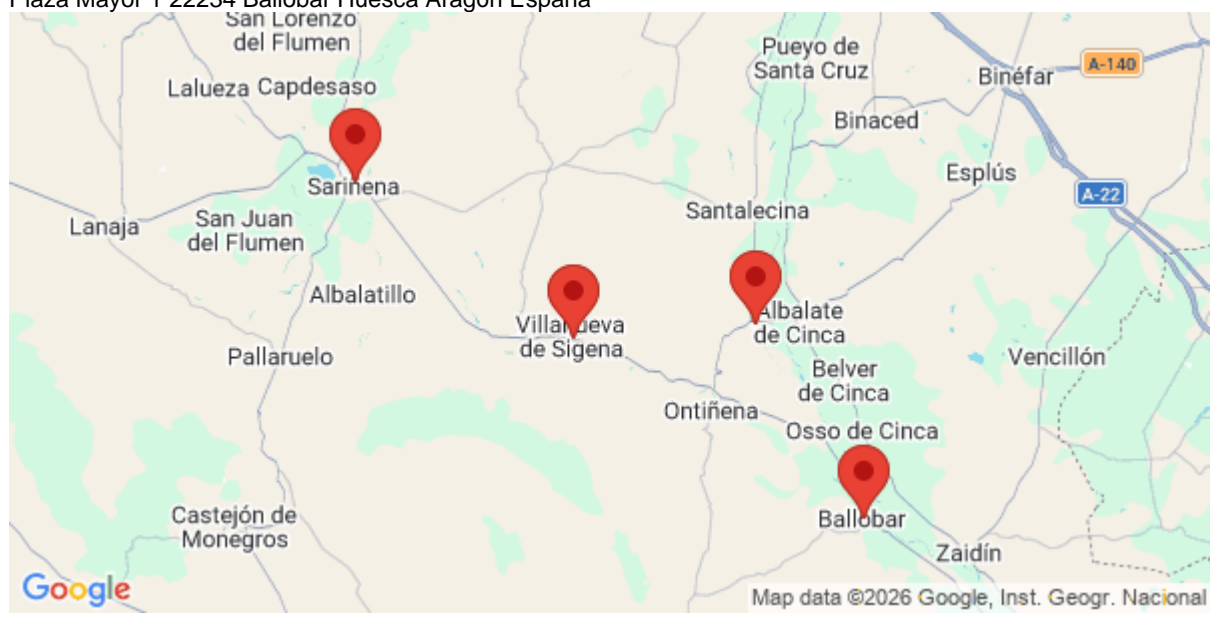 Plaza Mayor 1 22234 Ballobar Huesca Aragón España
San Lorenzo
del Flumen
Pueyo de
Santa Cruz
A-140
Binéfar
Lalueza Capdesaso
Binaced
Esplús
Sariñena
A-22
Santalecina
Lanaja
San Juan
del Flumen
Albalatillo
Albalate
de Cinca
Villanueva
de Sigena
Pallaruelo
Vencillón
Belver
de Cinca
Ontiñena
Osso de Cinca
Castejón de
Monegros
Ballobar
Zaidín
Google
Map data ©2026 Google, Inst. Geogr. Nacional